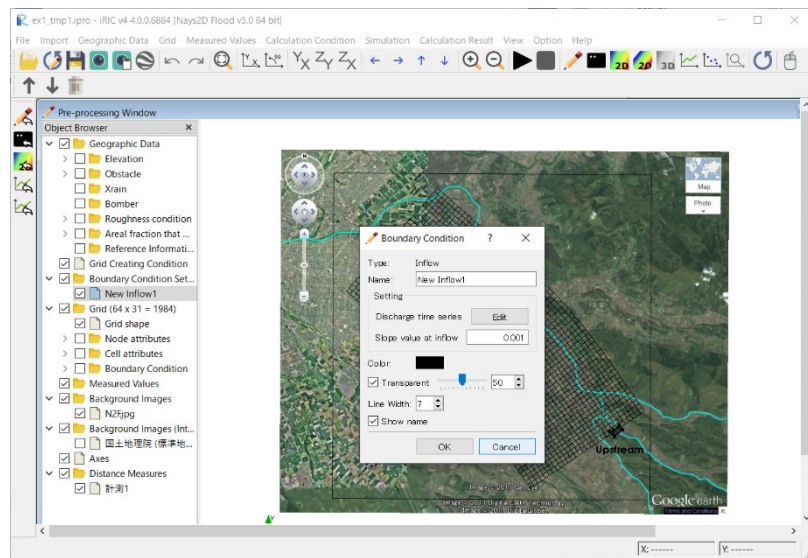 ex1_tmp1.ipro - iRIC v4 4.0.0.6884 [Nays2D Flood v5.0 64 bit]
File Import Geographic Data Grid Measured Values Calculation Condition Simulation Calculation Result View Option Help
Pre-processing Window
Object Browser
Geographic Data
Elevation
Obstacle
Xrain
Bomber
Roughness condition
Areal fraction that ...
Reference Informati...
Grid Creating Condition
Boundary Condition Set...
New Inflow1
Grid (64 x 31 = 1984)
Grid shape
Node attributes
Cell attributes
Boundary Condition
Measured Values
Background Images
N2F.jpg
Background Images (Int...
国土地理院 (標準地...
Axes
Distance Measures
計測1
Map
Photo
Boundary Condition
Type: Inflow
Name: New Inflow1
Setting
Discharge time series Edit
Slope value at inflow 0.001
Color:
Transparent 50
Line Width: 7
Show name
OK Cancel
Upstream
Google earth
X: ------ Y: ------